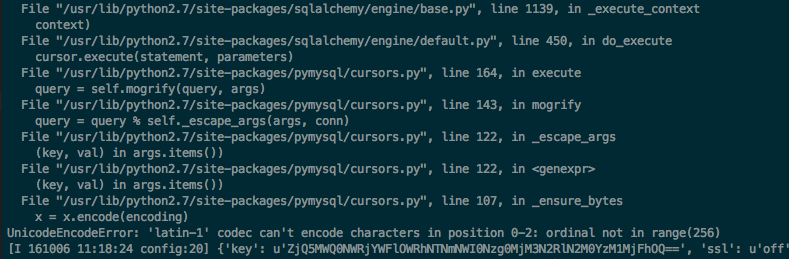 File "/usr/lib/python2.7/site-packages/sqlalchemy/engine/base.py", line 1139, in _execute_context
context)
File "/usr/lib/python2.7/site-packages/sqlalchemy/engine/default.py", line 450, in do_execute
cursor.execute(statement, parameters)
File "/usr/lib/python2.7/site-packages/pymysql/cursors.py", line 164, in execute
query = self.mogrify(query, args)
File "/usr/lib/python2.7/site-packages/pymysql/cursors.py", line 143, in mogrify
query = query % self._escape_args(args, conn)
File "/usr/lib/python2.7/site-packages/pymysql/cursors.py", line 122, in _escape_args
(key, val) in args.items())
File "/usr/lib/python2.7/site-packages/pymysql/cursors.py", line 122, in <genexpr>
(key, val) in args.items())
File "/usr/lib/python2.7/site-packages/pymysql/cursors.py", line 107, in _ensure_bytes
x = x.encode(encoding)
UnicodeEncodeError: 'latin-1' codec can't encode characters in position 0-2: ordinal not in range(256)
[I 161006 11:18:24 config:20] {'key': u'ZjQ5MWQ0NWRjYWFlOWRhNTNmNWI0Nzg0MjM3N2RlN2M0YzM1MjFhOQ==', 'ssl': u'off'